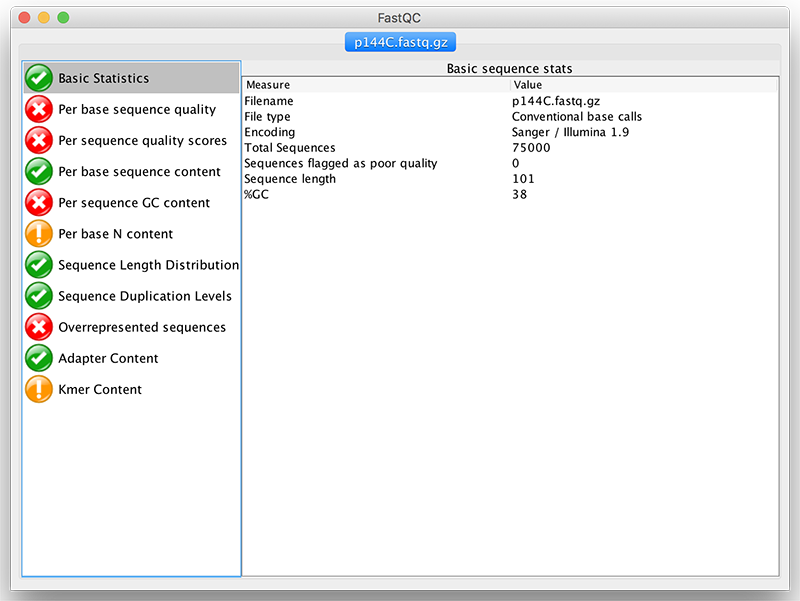 FastQC
p144C.fastq.gz
Basic Statistics
Per base sequence quality
Per sequence quality scores
Per base sequence content
Per sequence GC content
Per base N content
Sequence Length Distribution
Sequence Duplication Levels
Overrepresented sequences
Adapter Content
Kmer Content
Basic sequence stats
Measure Value
Filename p144C.fastq.gz
File type Conventional base calls
Encoding Sanger / Illumina 1.9
Total Sequences 75000
Sequences flagged as poor quality 0
Sequence length 101
%GC 38